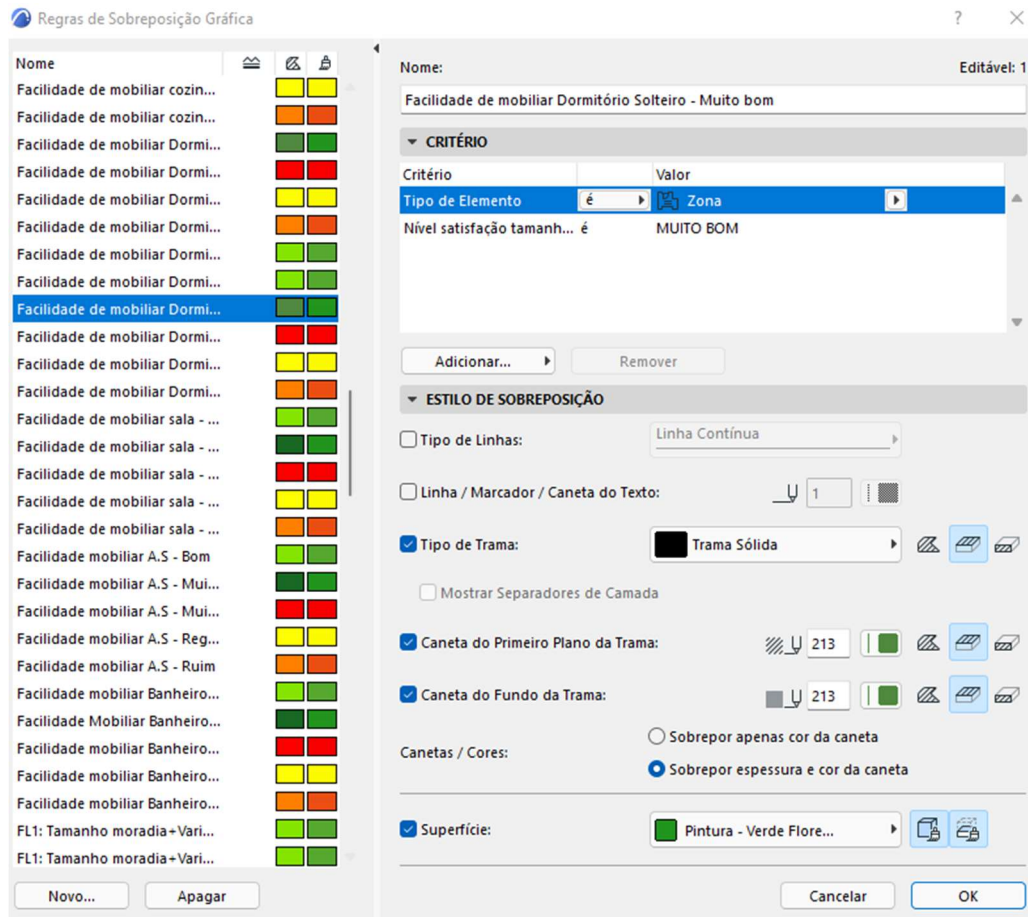 Regras de Sobreposição Gráfica ?
Nome
Facilidade de mobiliar cozin...
Facilidade de mobiliar cozin...
Facilidade de mobiliar Dormi...
Facilidade de mobiliar Dormi...
Facilidade de mobiliar Dormi...
Facilidade de mobiliar Dormi...
Facilidade de mobiliar Dormi...
Facilidade de mobiliar Dormi...
Facilidade de mobiliar Dormi...
Facilidade de mobiliar Dormi...
Facilidade de mobiliar Dormi...
Facilidade de mobiliar Dormi...
Facilidade de mobiliar sala - ...
Facilidade de mobiliar sala - ...
Facilidade de mobiliar sala - ...
Facilidade de mobiliar sala - ...
Facilidade de mobiliar sala - ...
Facilidade mobiliar A.S - Bom
Facilidade mobiliar A.S - Mui...
Facilidade mobiliar A.S - Mui...
Facilidade mobiliar A.S - Reg...
Facilidade mobiliar A.S - Ruim
Facilidade mobiliar Banheiro...
Facilidade Mobiliar Banheiro...
Facilidade mobiliar Banheiro...
Facilidade mobiliar Banheiro...
Facilidade mobiliar Banheiro...
FL1: Tamanho moradia+Vari...
FL1: Tamanho moradia+Vari...
Novo... Apagar
Nome: Editável: 1
Facilidade de mobiliar Dormitório Solteiro - Muito bom
CRITÉRIO
Critério Valor
Tipo de Elemento é Zona
Nível satisfação tamanh... é MUITO BOM
Adicionar... Remover
ESTILO DE SOBREPOSIÇÃO
Tipo de Linhas: Linha Contínua
Linha / Marcador / Caneta do Texto: 1
Tipo de Trama: Trama Sólida
Mostrar Separadores de Camada
Caneta do Primeiro Plano da Trama: 213
Caneta do Fundo da Trama: 213
Canetas / Cores: Sobrepor apenas cor da caneta
Sobrepor espessura e cor da caneta
Superfície: Pintura - Verde Flore...
Cancelar OK